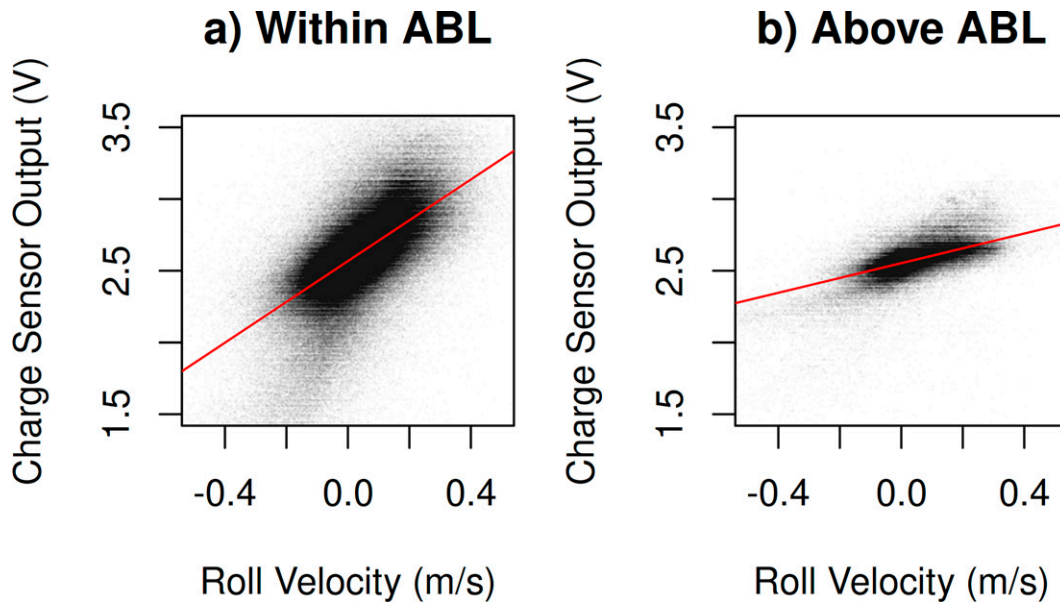 a) Within ABL
Charge Sensor Output (V)
3.5
2.5
1.5
-0.4 0.0 0.4
Roll Velocity (m/s)
b) Above ABL
Charge Sensor Output (V)
3.5
2.5
1.5
-0.4 0.0 0.4
Roll Velocity (m/s)